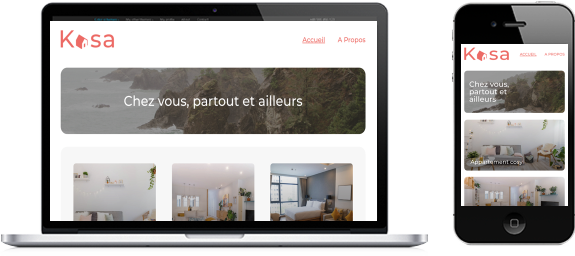 Kasa
Accueil
A Propos
Chez vous, partout et ailleurs
Kasa
ACCUEIL
A PROPOS
Chez vous,
partout et
ailleurs
Appartement cosy